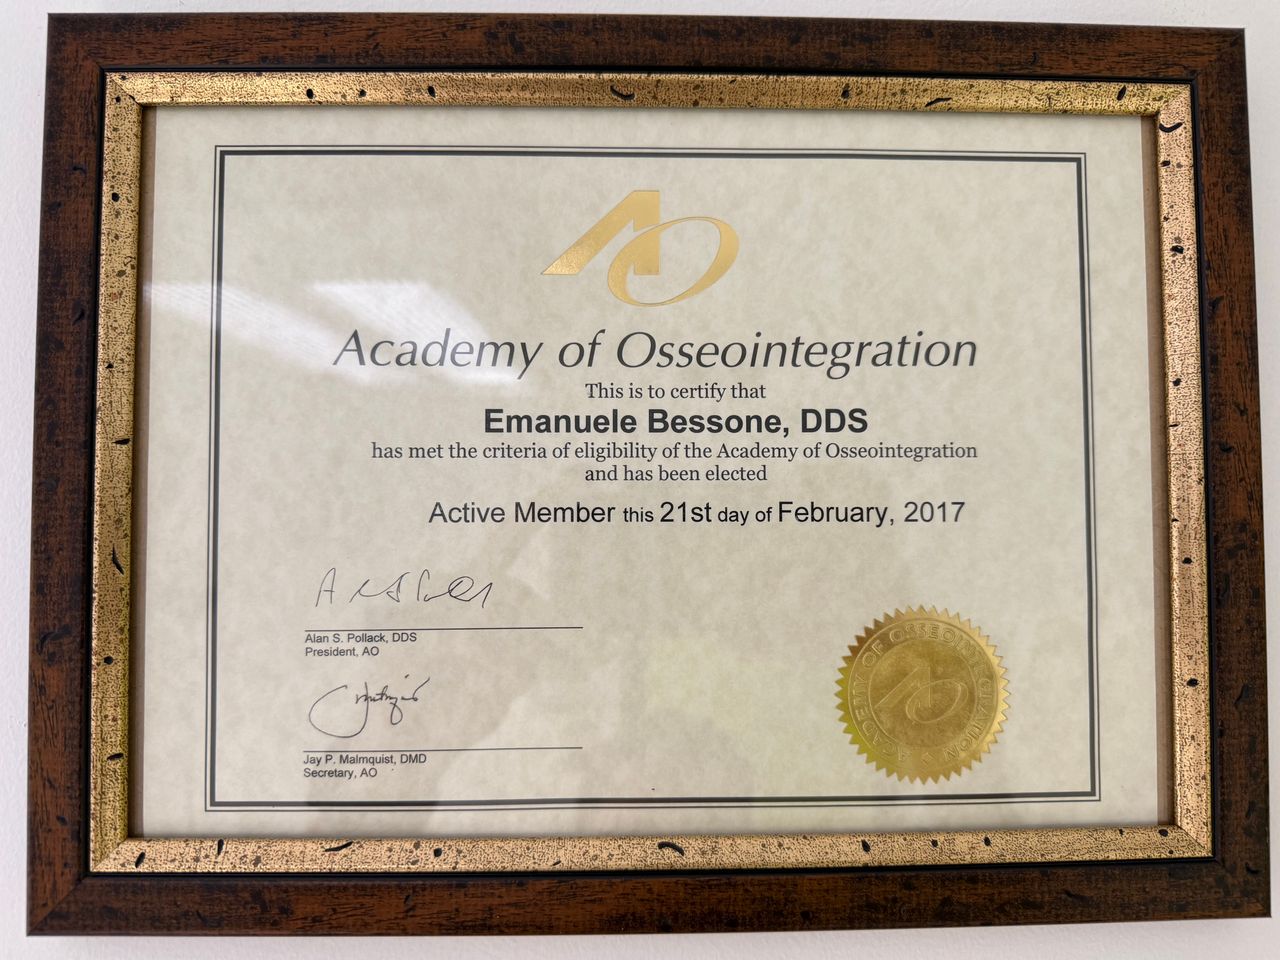 AO
Academy of Osseointegration
This is to certify that
Emanuele Bessone, DDS
has met the criteria of eligibility of the Academy of Osseointegration
and has been elected
Active Member this 21st day of February, 2017
Alan S. Pollack, DDS
President, AO
Jay P. Malmquist, DMD
Secretary, AO
ACADEMY OF OSSEOINTEGRATION
AO